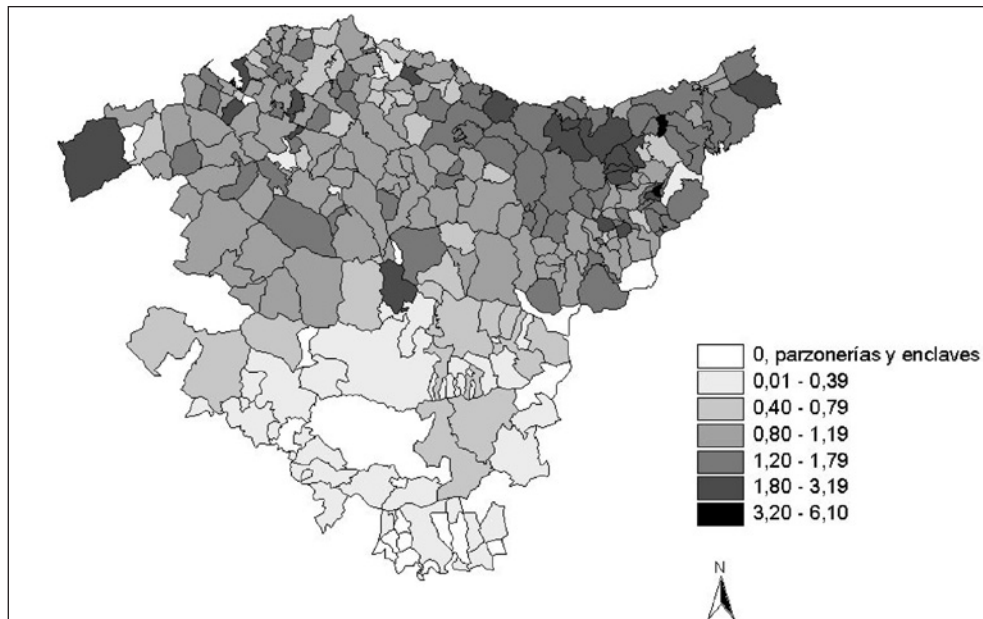 0, parzonerías y enclaves
0,01 - 0,39
0,40 - 0,79
0,80 - 1,19
1,20 - 1,79
1,80 - 3,19
3,20 - 6,10
N